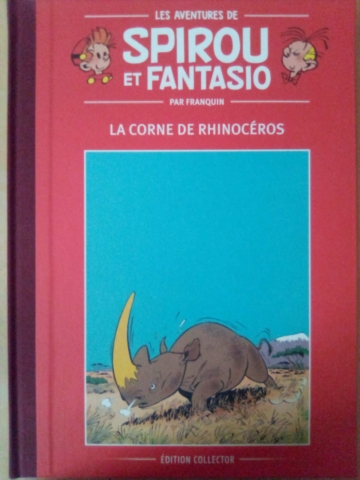 LES AVENTURES DE
SPIROU
ET FANTASIO
PAR FRANQUIN
LA CORNE DE RHINOCÉROS
ÉDITION COLLECTOR